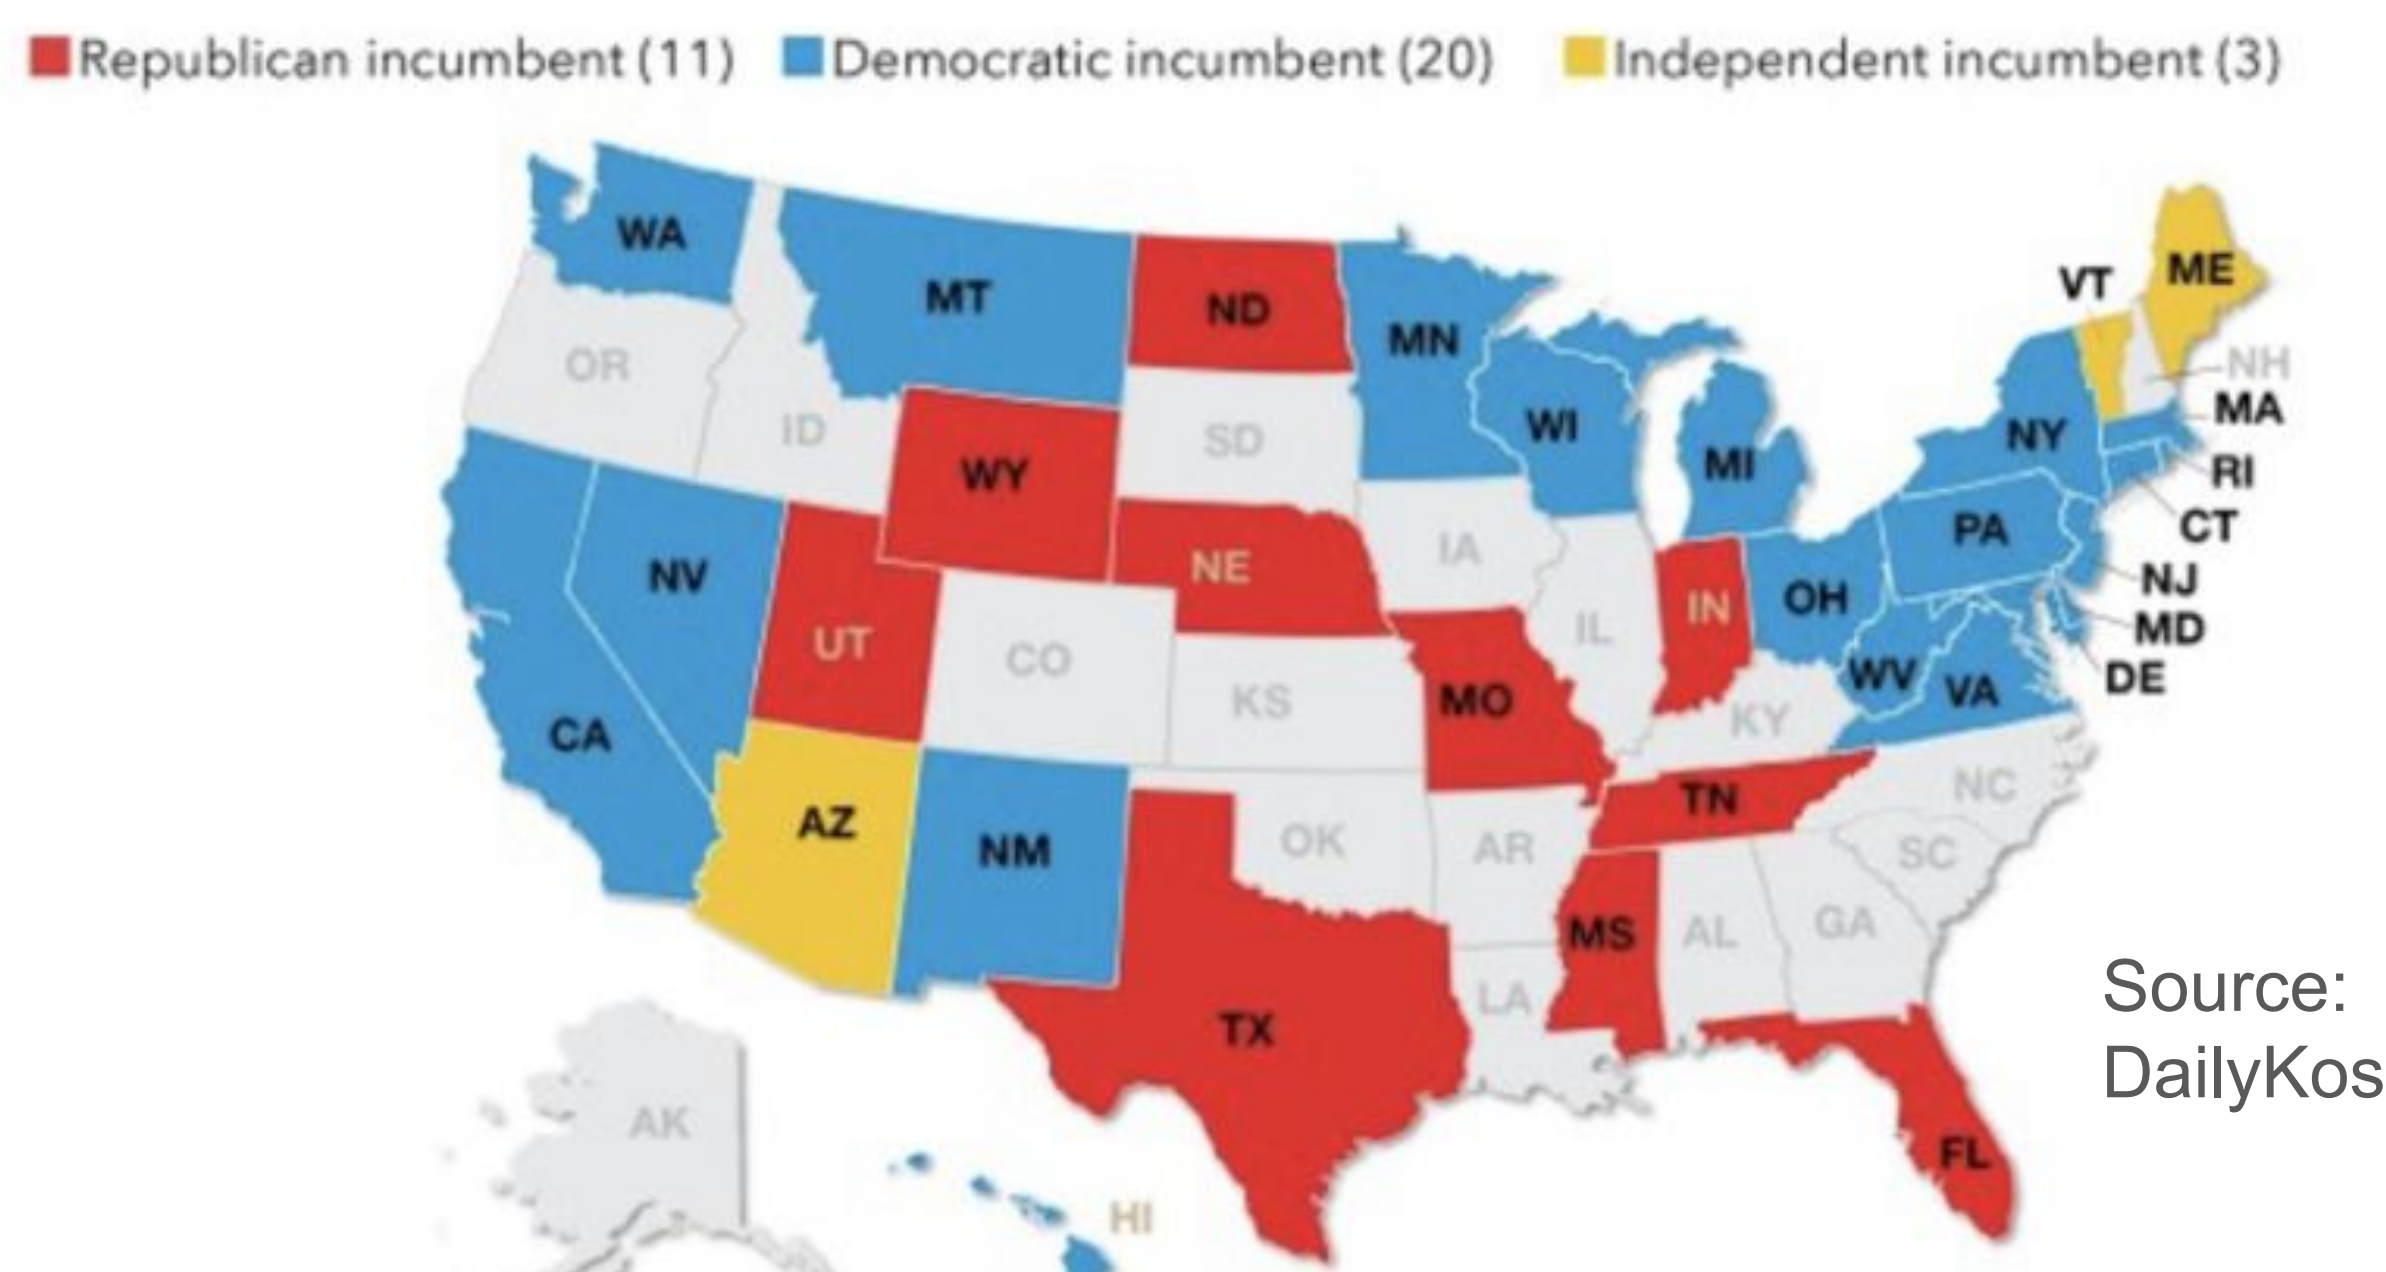 Republican incumbent (11) Democratic incumbent (20) Independent incumbent (3)
WA
MT
ND
MN
VT
ME
OR
ID
WY
SD
WI
MI
NY
NH
MA
RI
CT
NV
UT
NE
IA
PA
NJ
MD
DE
CO
KS
MO
IL
IN
OH
WV
VA
KY
CA
AZ
NM
OK
AR
TN
NC
SC
MS
AL
GA
LA
TX
FL
AK
HI
Source:
DailyKos